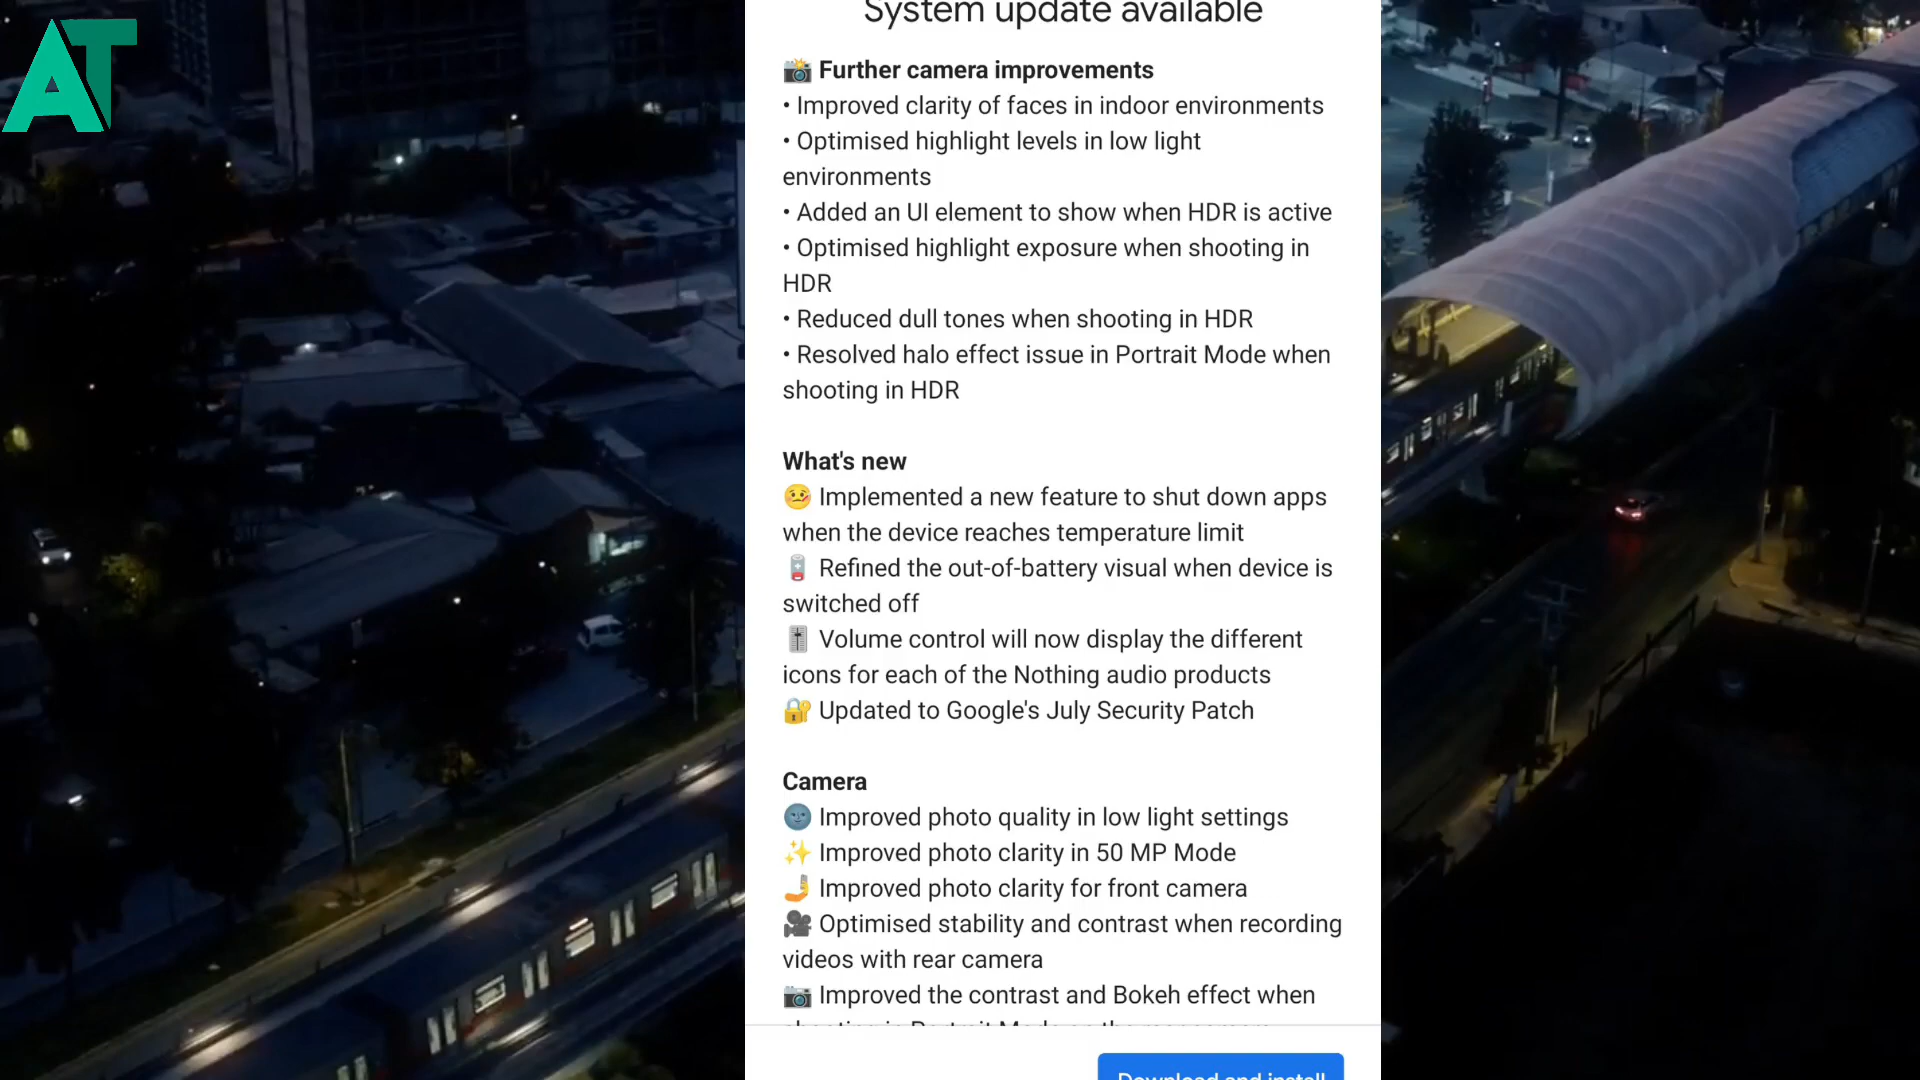 AT
System update available
📸 Further camera improvements
• Improved clarity of faces in indoor environments
• Optimised highlight levels in low light
environments
• Added an UI element to show when HDR is active
• Optimised highlight exposure when shooting in
HDR
• Reduced dull tones when shooting in HDR
• Resolved halo effect issue in Portrait Mode when
shooting in HDR
What's new
🤒 Implemented a new feature to shut down apps
when the device reaches temperature limit
🪫 Refined the out-of-battery visual when device is
switched off
🎚 Volume control will now display the different
icons for each of the Nothing audio products
🔐 Updated to Google's July Security Patch
Camera
🌚 Improved photo quality in low light settings
✨ Improved photo clarity in 50 MP Mode
🤳 Improved photo clarity for front camera
🎥 Optimised stability and contrast when recording
videos with rear camera
📷 Improved the contrast and Bokeh effect when
shooting in Portrait Mode
Download and install